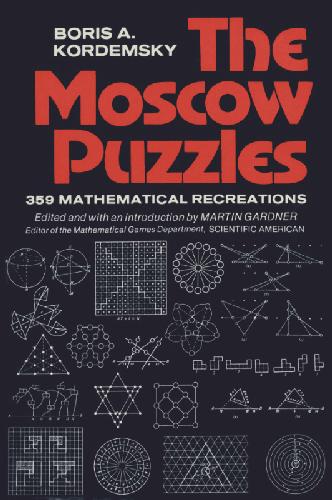 BORIS A.
KORDEMSKY
The
Moscow
Puzzles
359 MATHEMATICAL RECREATIONS
Edited and with an introduction by MARTIN GARDNER
Editor of the Mathematical Games Department, SCIENTIFIC AMERICAN